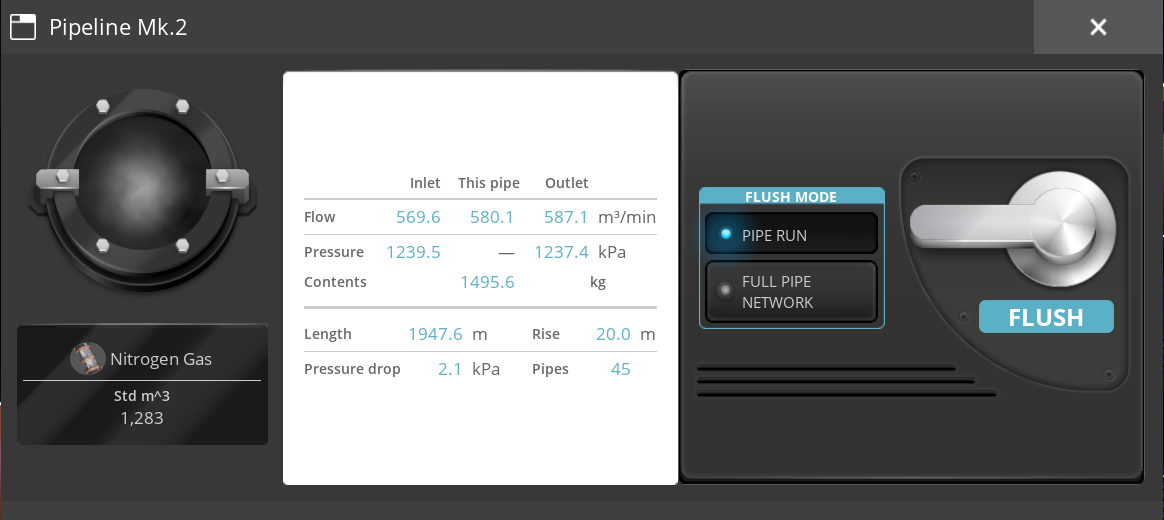 Pipeline Mk.2
Inlet This pipe Outlet
Flow 569.6 580.1 587.1 m³/min
Pressure 1239.5 — 1237.4 kPa
Contents 1495.6 kg
Length 1947.6 m Rise 20.0 m
Pressure drop 2.1 kPa Pipes 45
Nitrogen Gas
Std m^3
1,283
FLUSH MODE
PIPE RUN
FULL PIPE
NETWORK
FLUSH